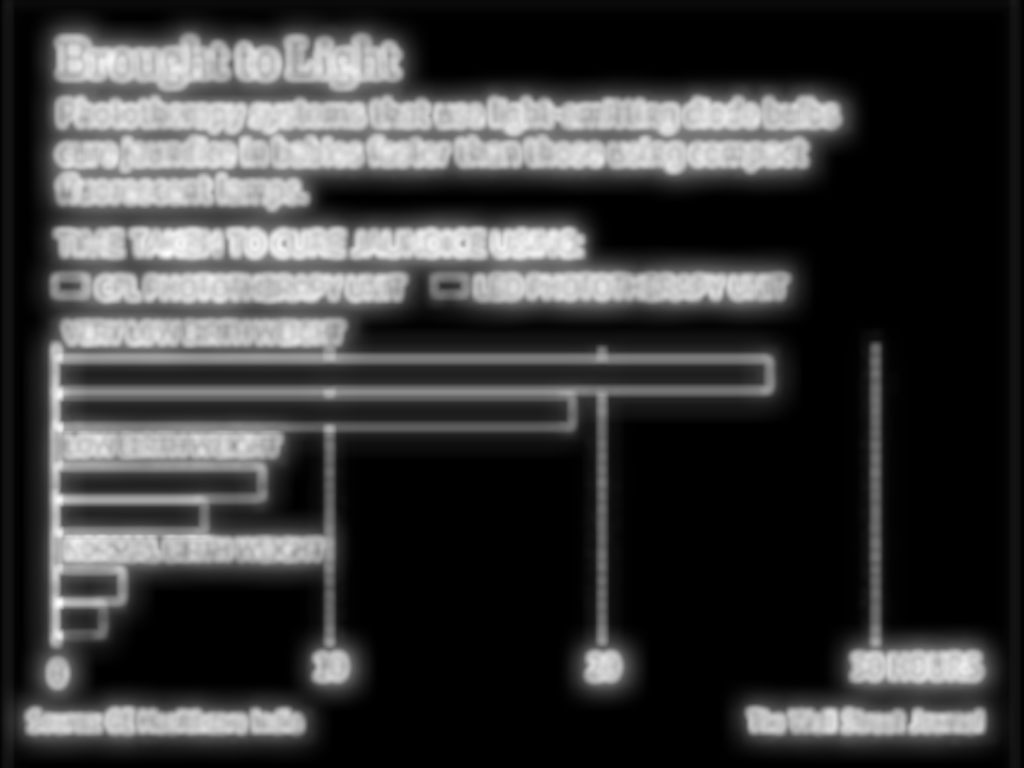 Brought to Light
Phototherapy systems that use light-emitting diode bulbs
cure jaundice in babies faster than those using compact
fluorescent lamps.
TIME TAKEN TO CURE JAUNDICE USING:
CFL PHOTOTHERAPY UNIT LED PHOTOTHERAPY UNIT
VERY LOW BIRTH WEIGHT
LOW BIRTH WEIGHT
NORMAL BIRTH WEIGHT
0 10 20 30 HOURS
Source: GE Healthcare India The Wall Street Journal